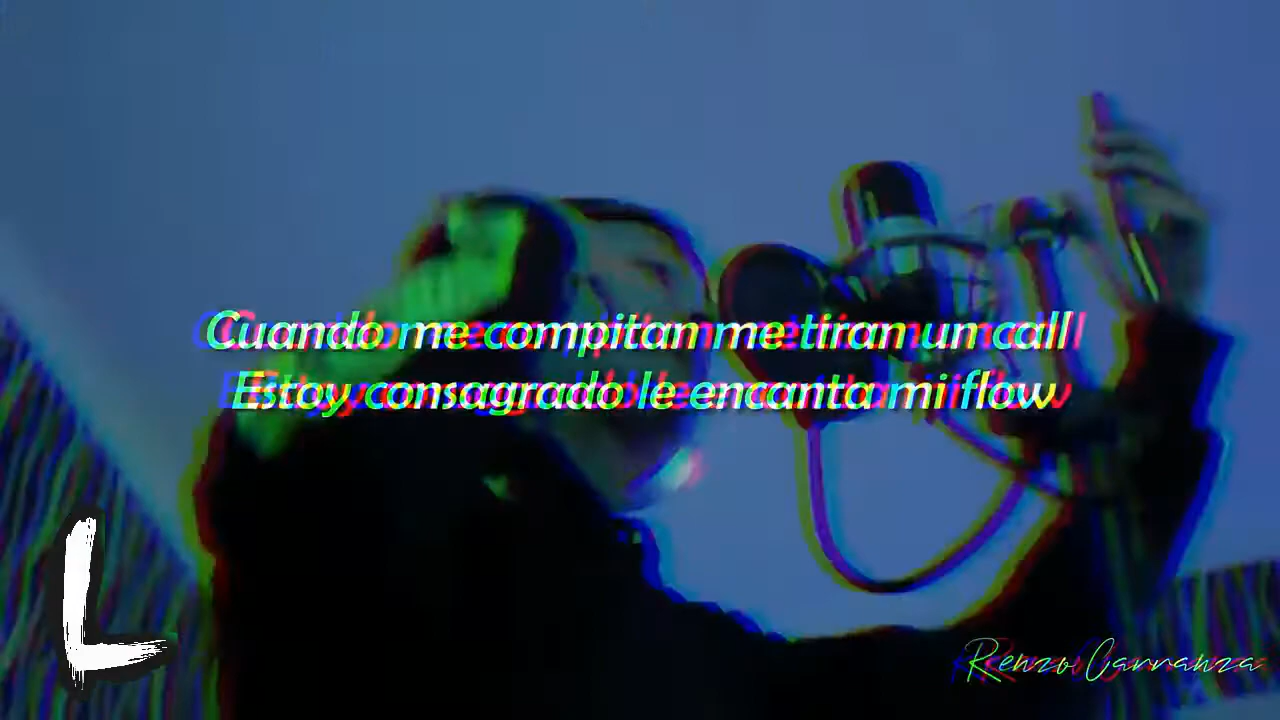 Cuando me compitan me tiran un call
Estoy consagrado le encanta mi flow
L
Renzo Carranza